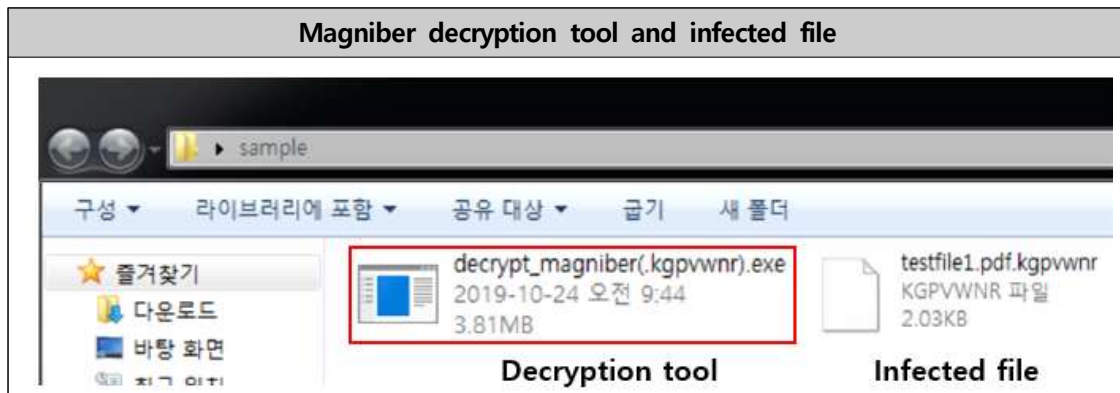 Magniber decryption tool and infected file
sample
구성 라이브러리에 포함 공유 대상 굽기 새 폴더
즐겨찾기
다운로드
바탕 화면
decrypt_magniber(.kgpvwnr).exe
2019-10-24 오전 9:44
3.81MB
Decryption tool
testfile1.pdf.kgpvwnr
KGPVWNR 파일
2.03KB
Infected file